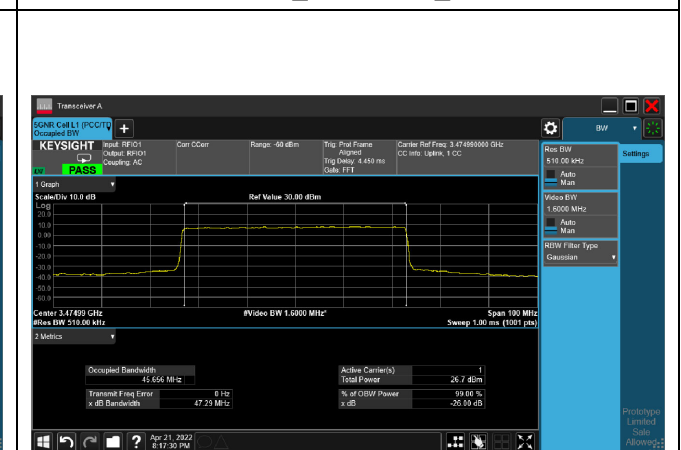 Transceiver A
5GNR Cell L1 (PCC/T
Occupied BW
BW
KEYSIGHT
PASS
Input: RFIO1
Output: RFIO1
Coupling: AC
Corr CCorr
Range: -60 dBm
Trig: Prot Frame
Aligned
Trig Delay: 4.450 ms
Gate: FFT
Carrier Ref Freq: 3.474990000 GHz
CC Info: Uplink, 1 CC
1 Graph
Scale/Div 10.0 dB
Ref Value 30.00 dBm
Log
20.0
10.0
0.00
-10.0
-20.0
-30.0
-40.0
-50.0
-60.0
Center 3.47499 GHz
#Video BW 1.6000 MHz*
Span 100 MHz
#Res BW 510.00 kHz
Sweep 1.00 ms (1001 pts)
2 Metrics
Occupied Bandwidth
45.656 MHz
Transmit Freq Error
0 Hz
x dB Bandwidth
47.29 MHz
Active Carrier(s)
1
Total Power
26.7 dBm
% of OBW Power
99.00 %
x dB
-26.00 dB
Res BW
510.00 kHz
Auto
Man
Video BW
1.6000 MHz
Auto
Man
RBW Filter Type
Gaussian
Settings
Prototype
Limited
Sale
Allowed
Apr 21, 2022
8:17:30 PM